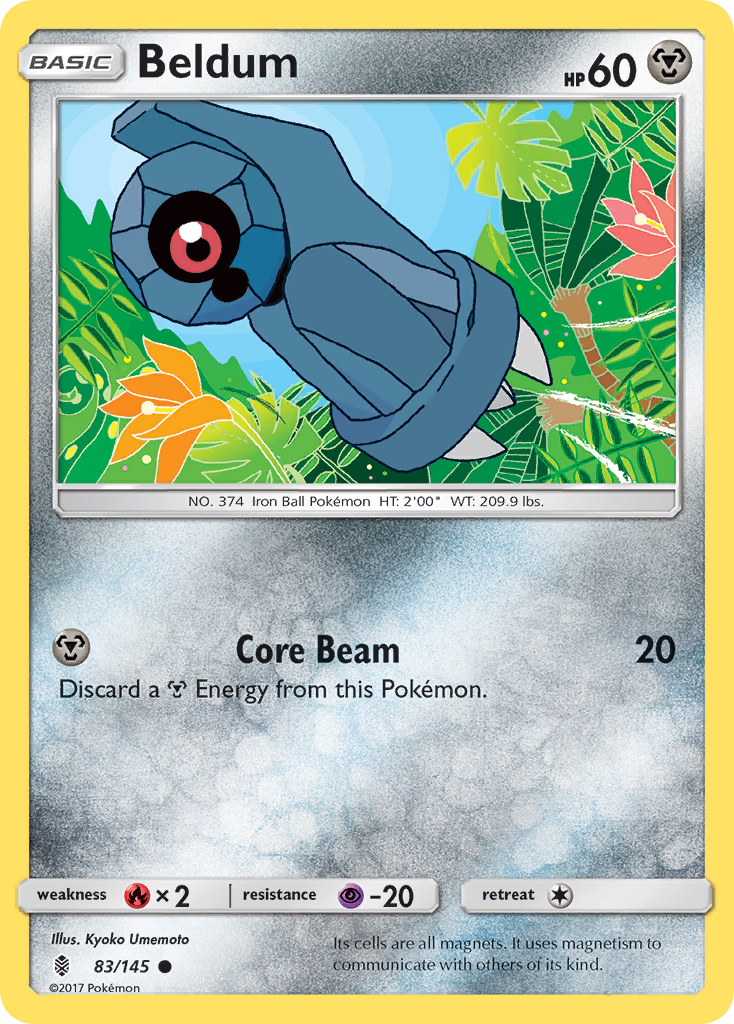 BASIC Beldum HP60
NO. 374 Iron Ball Pokémon HT: 2'00" WT: 209.9 lbs.
Core Beam 20
Discard a Energy from this Pokémon.
weakness ×2 resistance -20 retreat
Illus. Kyoko Umemoto
83/145
©2017 Pokémon
Its cells are all magnets. It uses magnetism to
communicate with others of its kind.